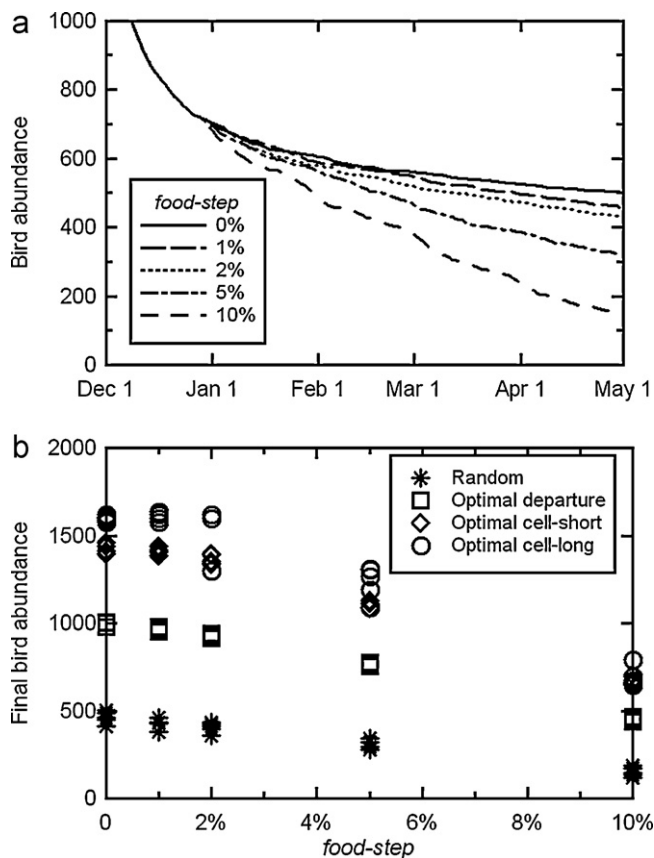 a
1000
800
600
400
200
0
Bird abundance
food-step
0%
1%
2%
5%
10%
Dec 1 Jan 1 Feb 1 Mar 1 Apr 1 May 1
b
2000
1500
1000
500
0
Final bird abundance
Random
Optimal departure
Optimal cell-short
Optimal cell-long
0 2% 4% 6% 8% 10%
food-step